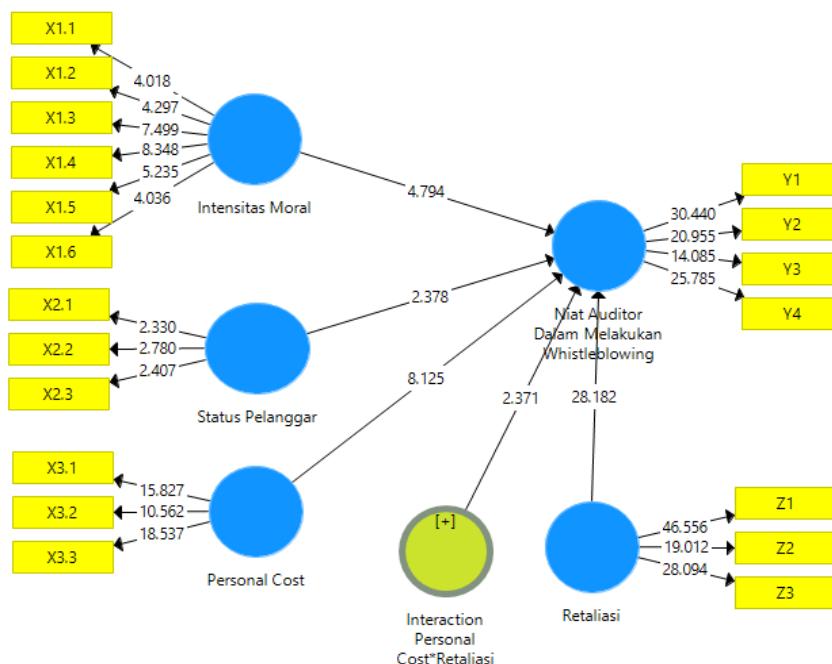 X1.1
X1.2
X1.3
X1.4
X1.5
X1.6
4.018
4.297
7.499
8.348
5.235
4.036
Intensitas Moral
4.794
X2.1
X2.2
X2.3
2.330
2.780
2.407
Status Pelanggar
2.378
X3.1
X3.2
X3.3
15.827
10.562
18.537
Personal Cost
8.125
[+]
Interaction
Personal
Cost*Retaliasi
2.371
Retaliasi
28.182
46.556
19.012
28.094
Z1
Z2
Z3
Niat Auditor
Dalam Melakukan
Whistleblowing
30.440
20.955
14.085
25.785
Y1
Y2
Y3
Y4